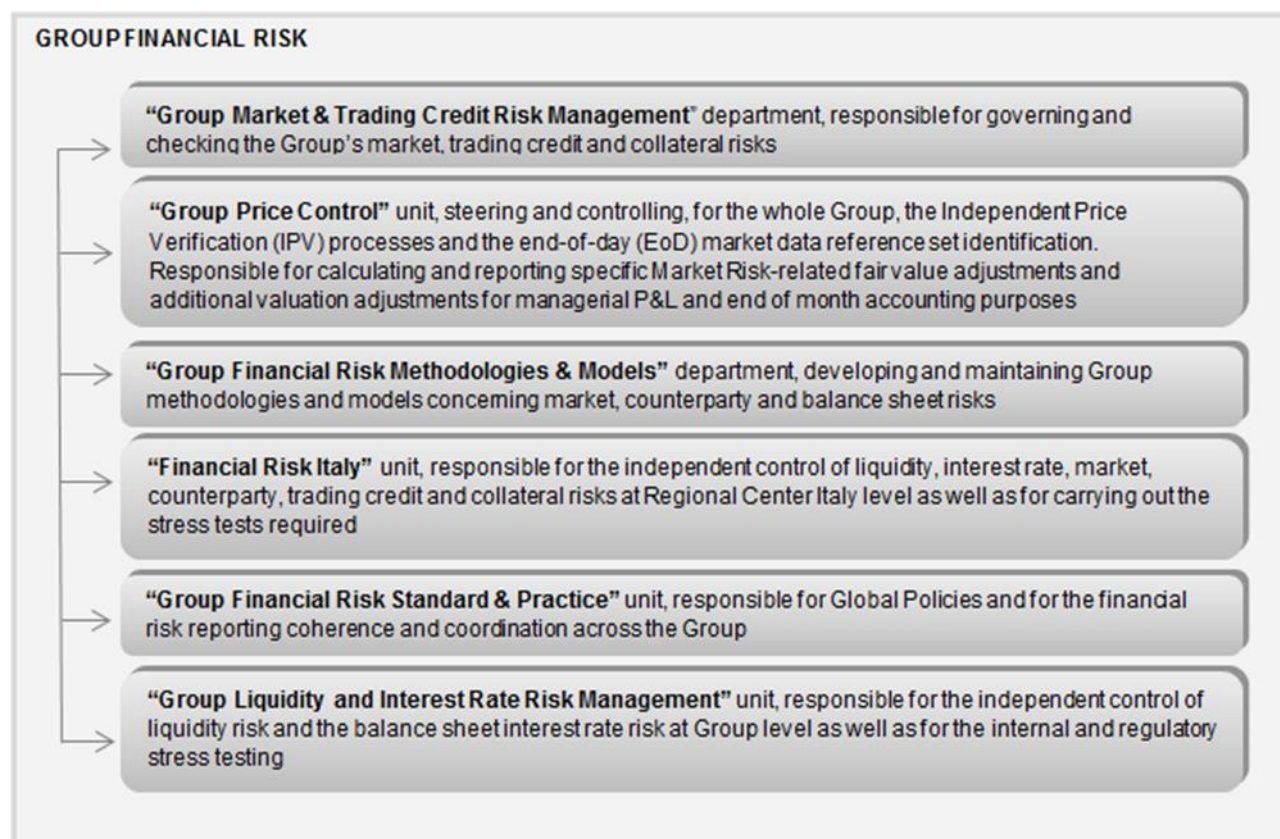 GROUP FINANCIAL RISK
“Group Market & Trading Credit Risk Management” department, responsible for governing and
checking the Group’s market, trading credit and collateral risks
“Group Price Control” unit, steering and controlling, for the whole Group, the Independent Price
Verification (IPV) processes and the end-of-day (EoD) market data reference set identification.
Responsible for calculating and reporting specific Market Risk-related fair value adjustments and
additional valuation adjustments for managerial P&L and end of month accounting purposes
“Group Financial Risk Methodologies & Models” department, developing and maintaining Group
methodologies and models concerning market, counterparty and balance sheet risks
“Financial Risk Italy” unit, responsible for the independent control of liquidity, interest rate, market,
counterparty, trading credit and collateral risks at Regional Center Italy level as well as for carrying out the
stress tests required
“Group Financial Risk Standard & Practice” unit, responsible for Global Policies and for the financial
risk reporting coherence and coordination across the Group
“Group Liquidity and Interest Rate Risk Management” unit, responsible for the independent control of
liquidity risk and the balance sheet interest rate risk at Group level as well as for the internal and regulatory
stress testing